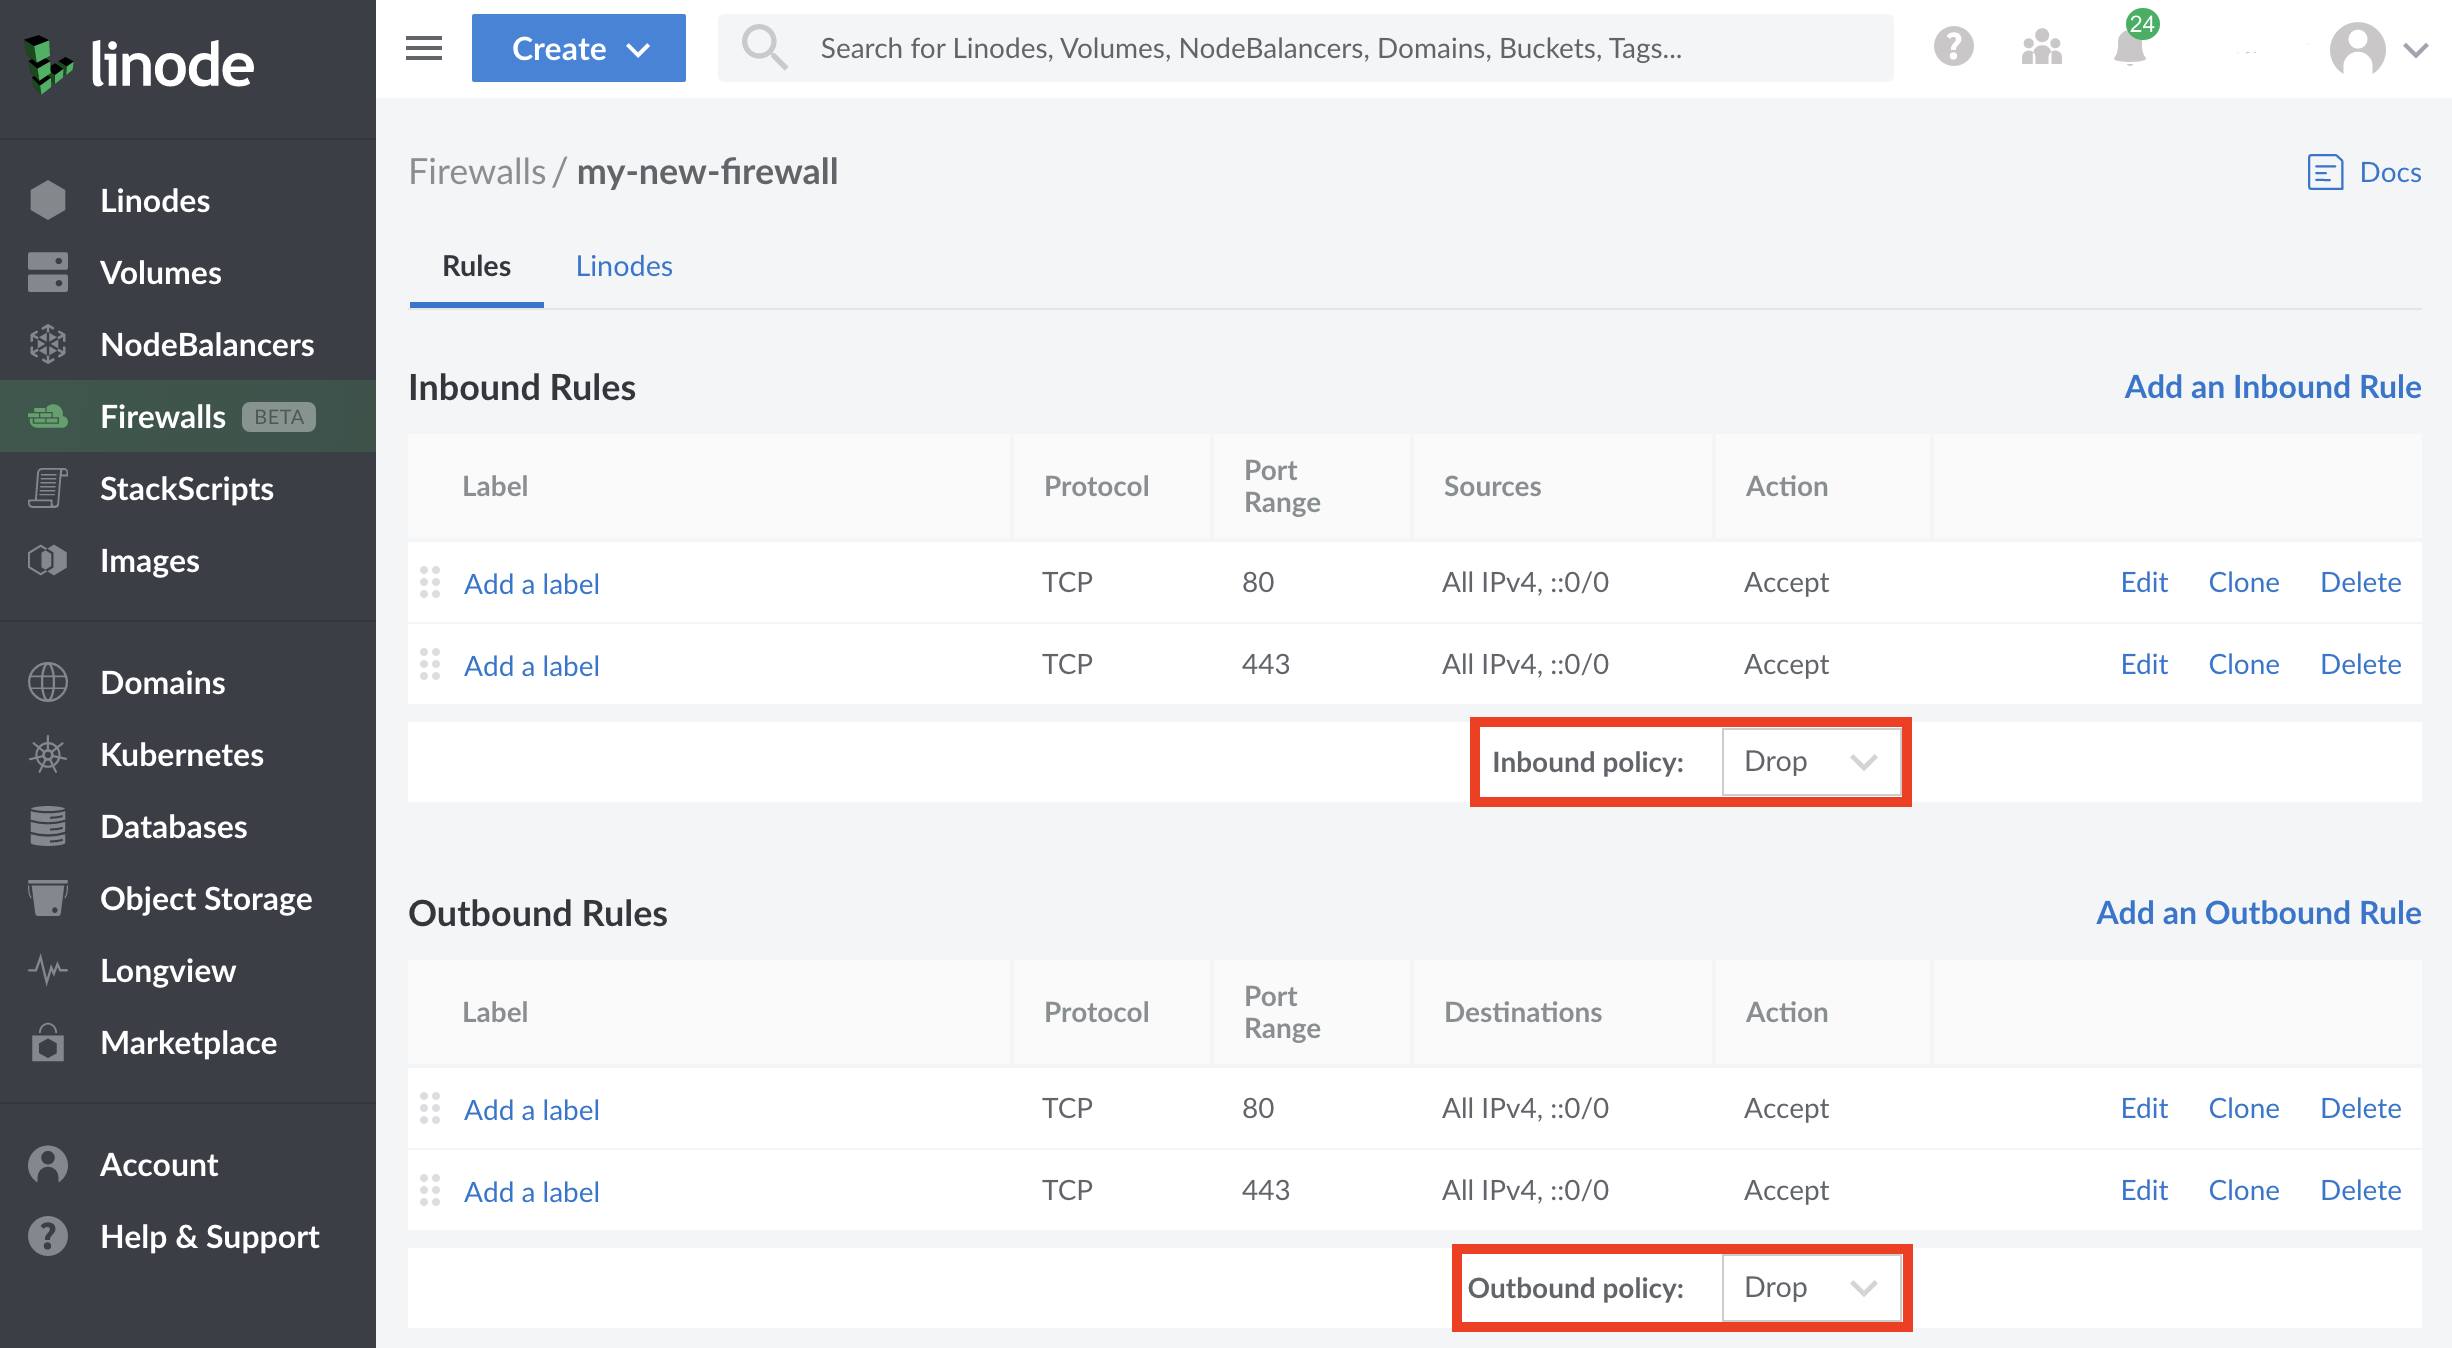 linode
Create
Search for Linodes, Volumes, NodeBalancers, Domains, Buckets, Tags...
?
24
Linodes
Volumes
NodeBalancers
Firewalls BETA
StackScripts
Images
Domains
Kubernetes
Databases
Object Storage
Longview
Marketplace
Account
? Help & Support
Firewalls / my-new-firewall
Docs
Rules Linodes
Inbound Rules Add an Inbound Rule
Label Protocol Port Range Sources Action
Add a label TCP 80 All IPv4, ::0/0 Accept Edit Clone Delete
Add a label TCP 443 All IPv4, ::0/0 Accept Edit Clone Delete
Inbound policy: Drop
Outbound Rules Add an Outbound Rule
Label Protocol Port Range Destinations Action
Add a label TCP 80 All IPv4, ::0/0 Accept Edit Clone Delete
Add a label TCP 443 All IPv4, ::0/0 Accept Edit Clone Delete
Outbound policy: Drop